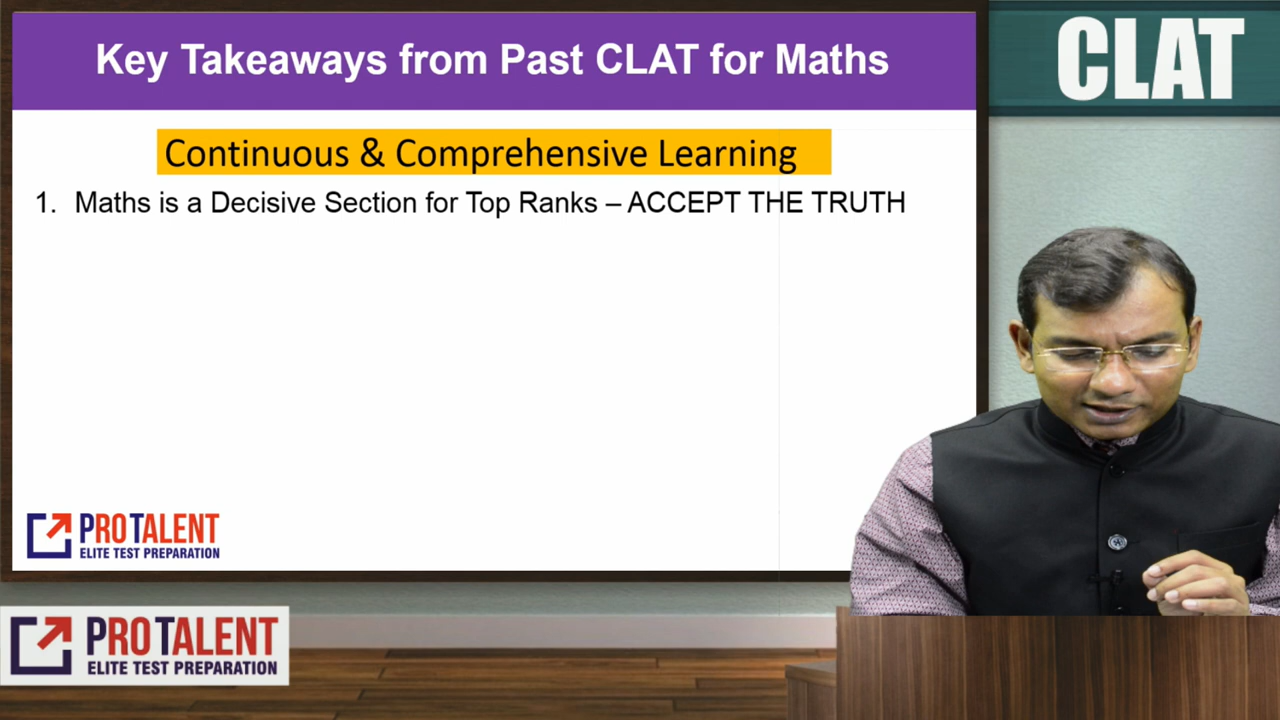 Key Takeaways from Past CLAT for Maths
CLAT
Continuous & Comprehensive Learning
1. Maths is a Decisive Section for Top Ranks – ACCEPT THE TRUTH
PROTALENT
ELITE TEST PREPARATION
PROTALENT
ELITE TEST PREPARATION